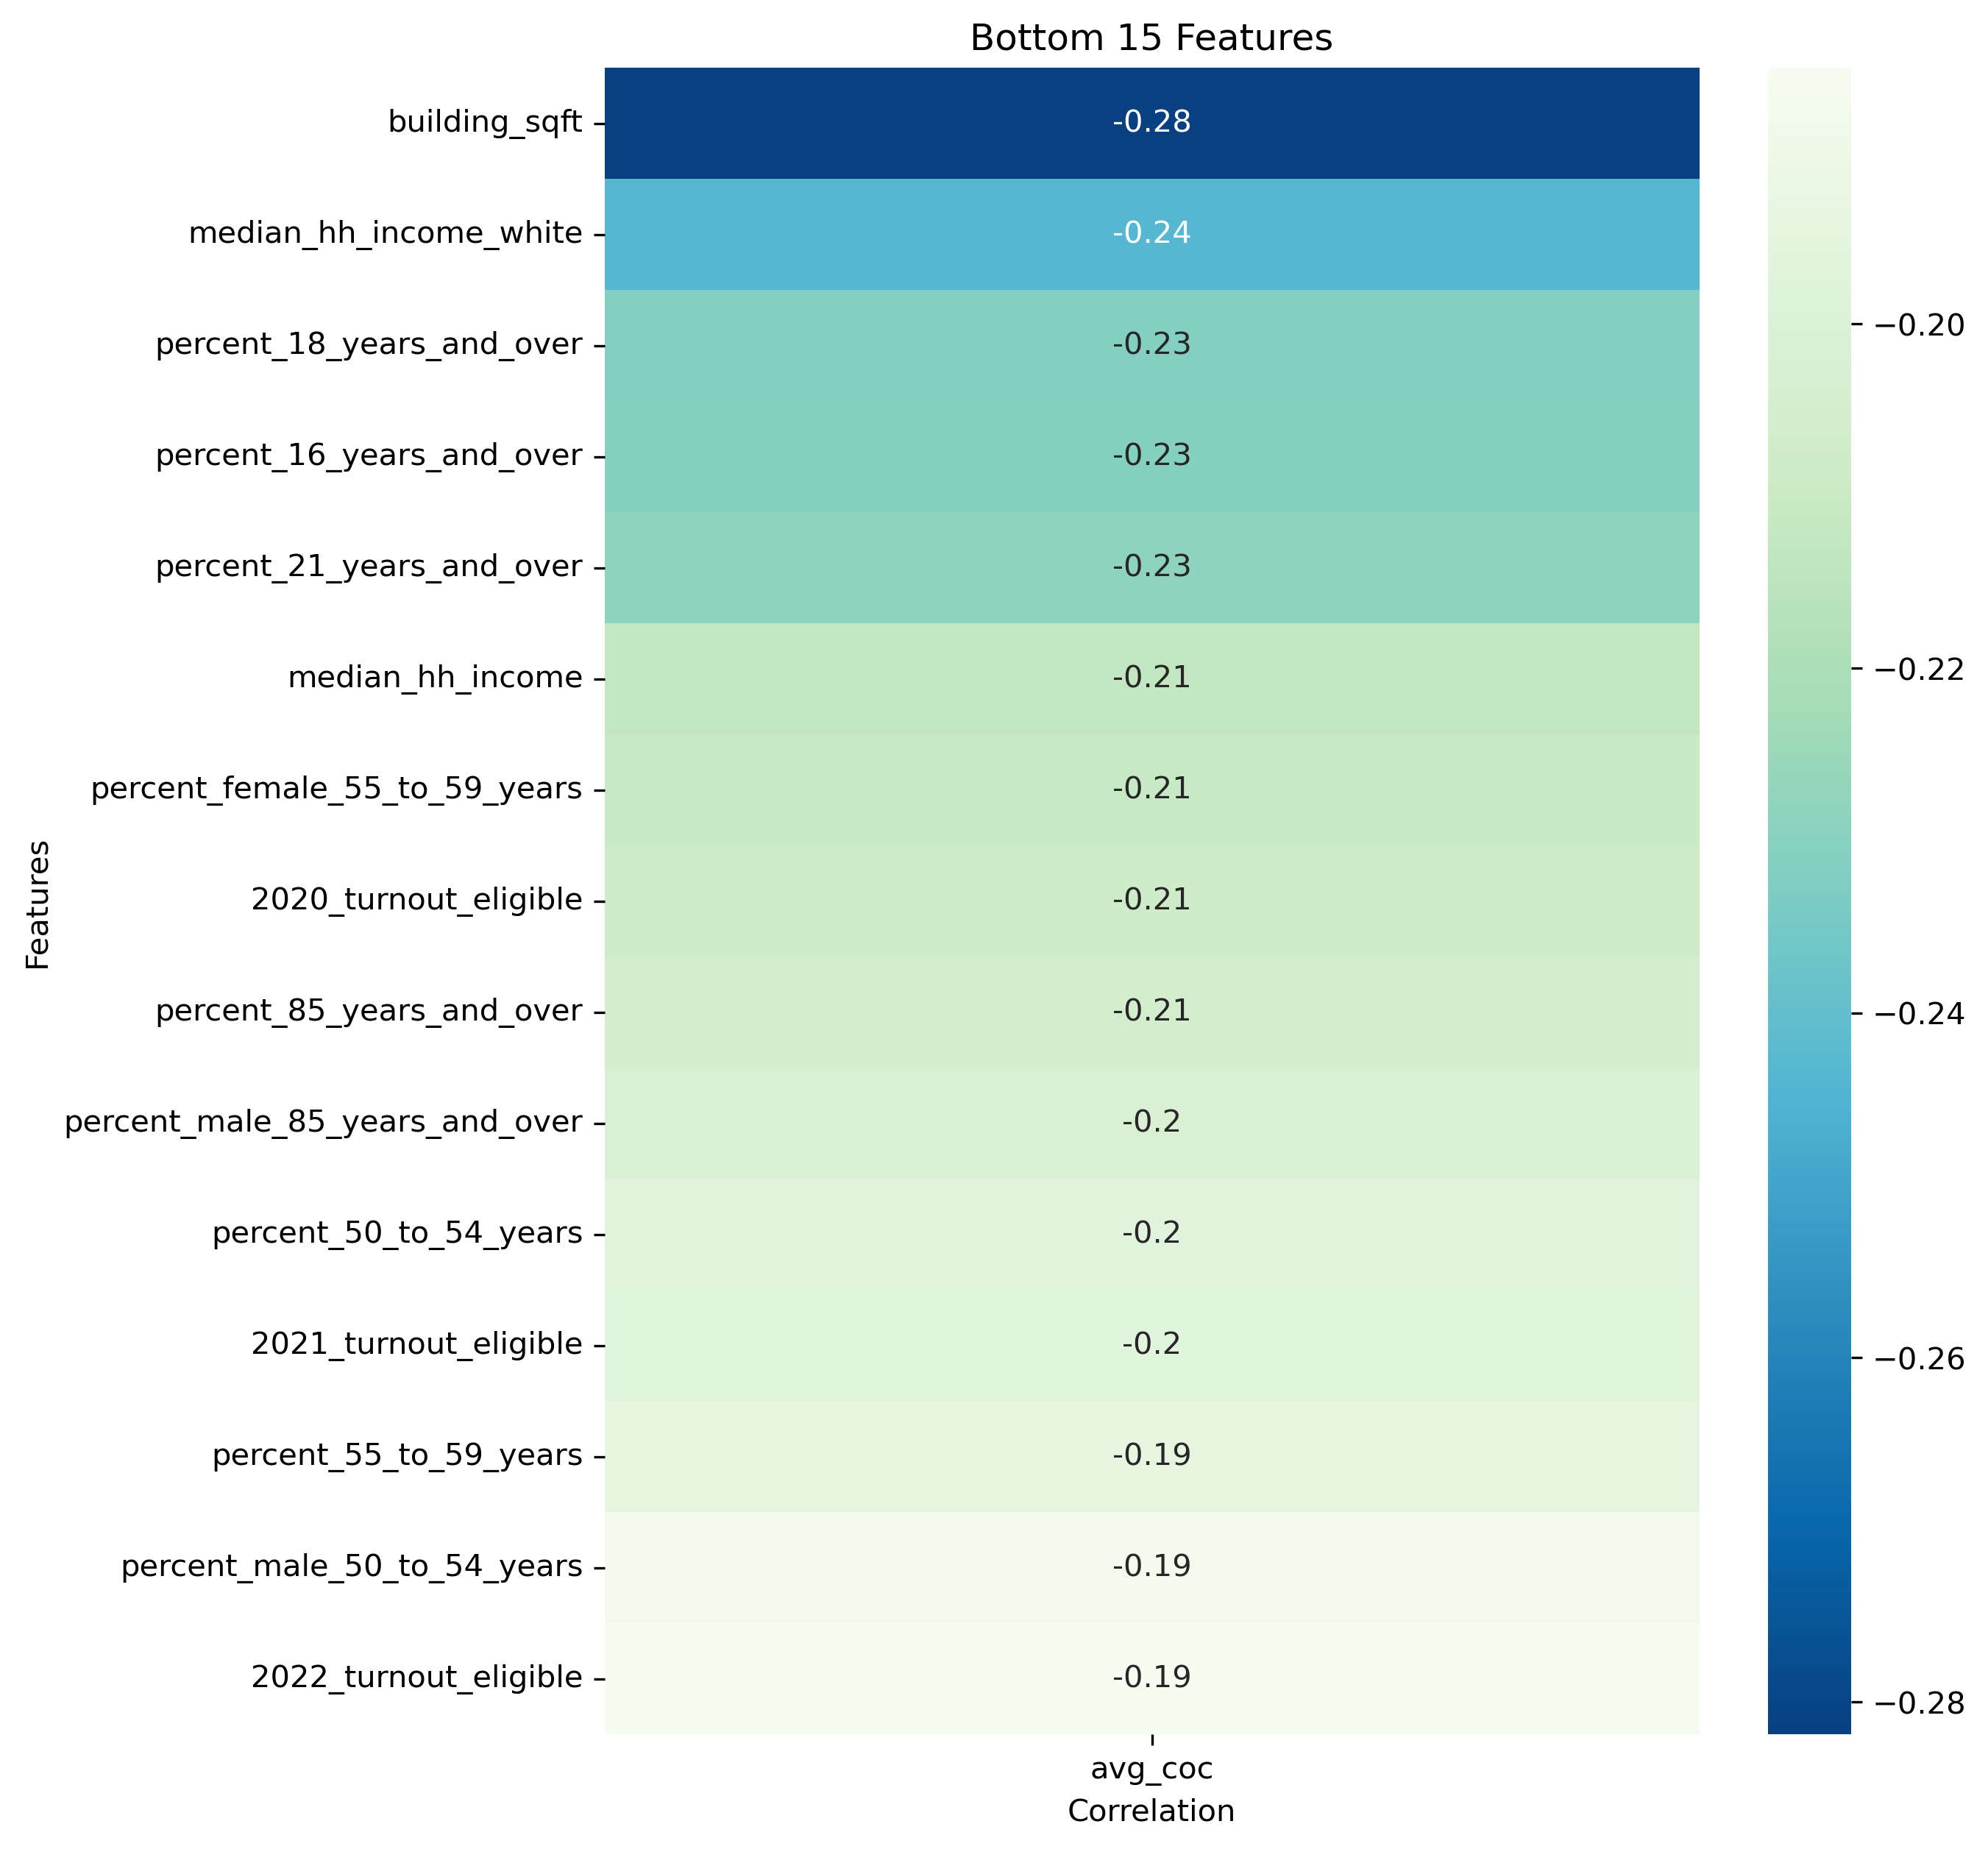 Bottom 15 Features
building_sqft -0.28
median_hh_income_white -0.24
percent_18_years_and_over -0.23
percent_16_years_and_over -0.23
percent_21_years_and_over -0.23
median_hh_income -0.21
percent_female_55_to_59_years -0.21
2020_turnout_eligible -0.21
percent_85_years_and_over -0.21
percent_male_85_years_and_over -0.2
percent_50_to_54_years -0.2
2021_turnout_eligible -0.2
percent_55_to_59_years -0.19
percent_male_50_to_54_years -0.19
2022_turnout_eligible -0.19
Features
avg_coc
Correlation
−0.20
−0.22
−0.24
−0.26
−0.28